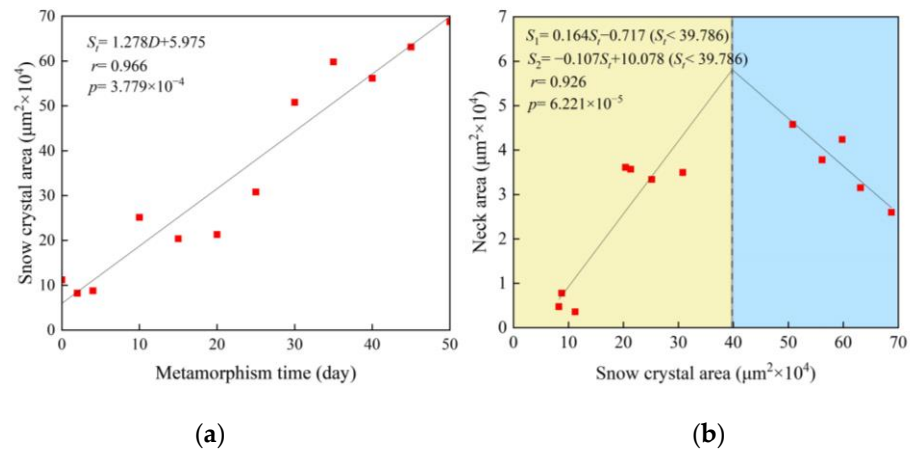 70
60
50
40
30
20
10
0
Snow crystal area (μm²×10⁴)
Sₜ= 1.278D+5.975
r= 0.966
p= 3.779×10⁻⁴
0 10 20 30 40 50
Metamorphism time (day)
(a)
7
6
5
4
3
2
1
0
Neck area (μm²×10⁴)
S₁= 0.164Sₜ−0.717 (Sₜ< 39.786)
S₂= −0.107Sₜ+10.078 (Sₜ< 39.786)
r= 0.926
p= 6.221×10⁻⁵
0 10 20 30 40 50 60 70
Snow crystal area (μm²×10⁴)
(b)